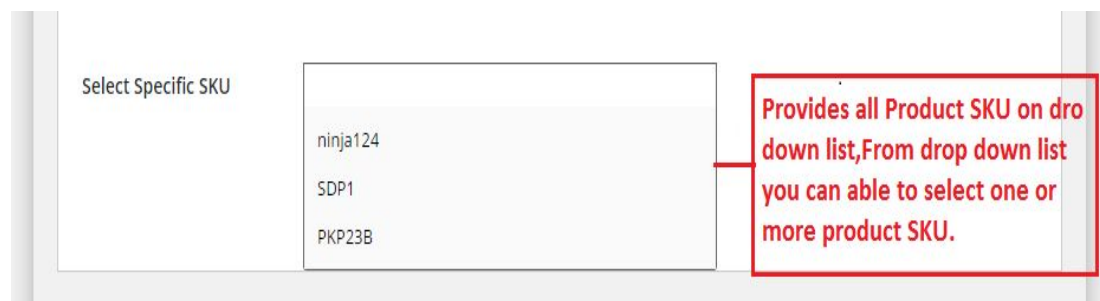 Select Specific SKU
ninja124
SDP1
PKP23B
Provides all Product SKU on dro
down list,From drop down list
you can able to select one or
more product SKU.